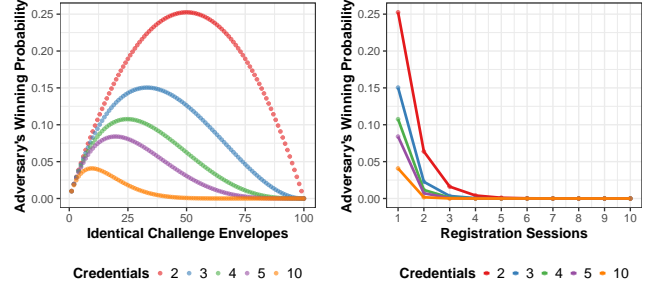 Adversary's Winning Probability
0.25
0.20
0.15
0.10
0.05
0.00
0 25 50 75 100
Identical Challenge Envelopes
Credentials 2 3 4 5 10
Adversary's Winning Probability
0.25
0.20
0.15
0.10
0.05
0.00
1 2 3 4 5 6 7 8 9 10
Registration Sessions
Credentials 2 3 4 5 10